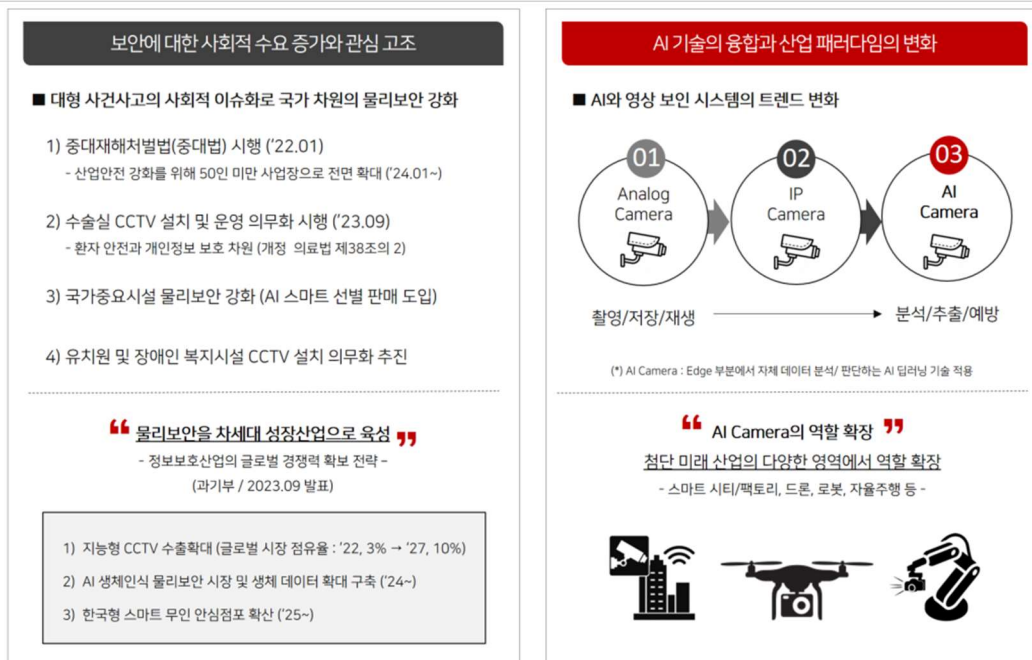 보안에 대한 사회적 수요 증가와 관심 고조
■ 대형 사건사고의 사회적 이슈화로 국가 차원의 물리보안 강화
1) 중대재해처벌법(중대법) 시행 ('22.01)
- 산업안전 강화를 위해 50인 미만 사업장으로 전면 확대 ('24.01~)
2) 수술실 CCTV 설치 및 운영 의무화 시행 ('23.09)
- 환자 안전과 개인정보 보호 차원 (개정 의료법 제38조의 2)
3) 국가중요시설 물리보안 강화 (AI 스마트 선별 판매 도입)
4) 유치원 및 장애인 복지시설 CCTV 설치 의무화 추진
“ 물리보안을 차세대 성장산업으로 육성 ”
- 정보보호산업의 글로벌 경쟁력 확보 전략 –
(과기부 / 2023.09 발표)
1) 지능형 CCTV 수출확대 (글로벌 시장 점유율 : '22, 3% → '27, 10%)
2) AI 생체인식 물리보안 시장 및 생체 데이터 확대 구축 ('24~)
3) 한국형 스마트 무인 안심점포 확산 ('25~)
AI 기술의 융합과 산업 패러다임의 변화
■ AI와 영상 보인 시스템의 트렌드 변화
01
Analog
Camera
02
IP
Camera
03
AI
Camera
촬영/저장/재생
분석/추출/예방
(*) AI Camera : Edge 부분에서 자체 데이터 분석/ 판단하는 AI 딥러닝 기술 적용
“ AI Camera의 역할 확장 ”
첨단 미래 산업의 다양한 영역에서 역할 확장
- 스마트 시티/팩토리, 드론, 로봇, 자율주행 등 -